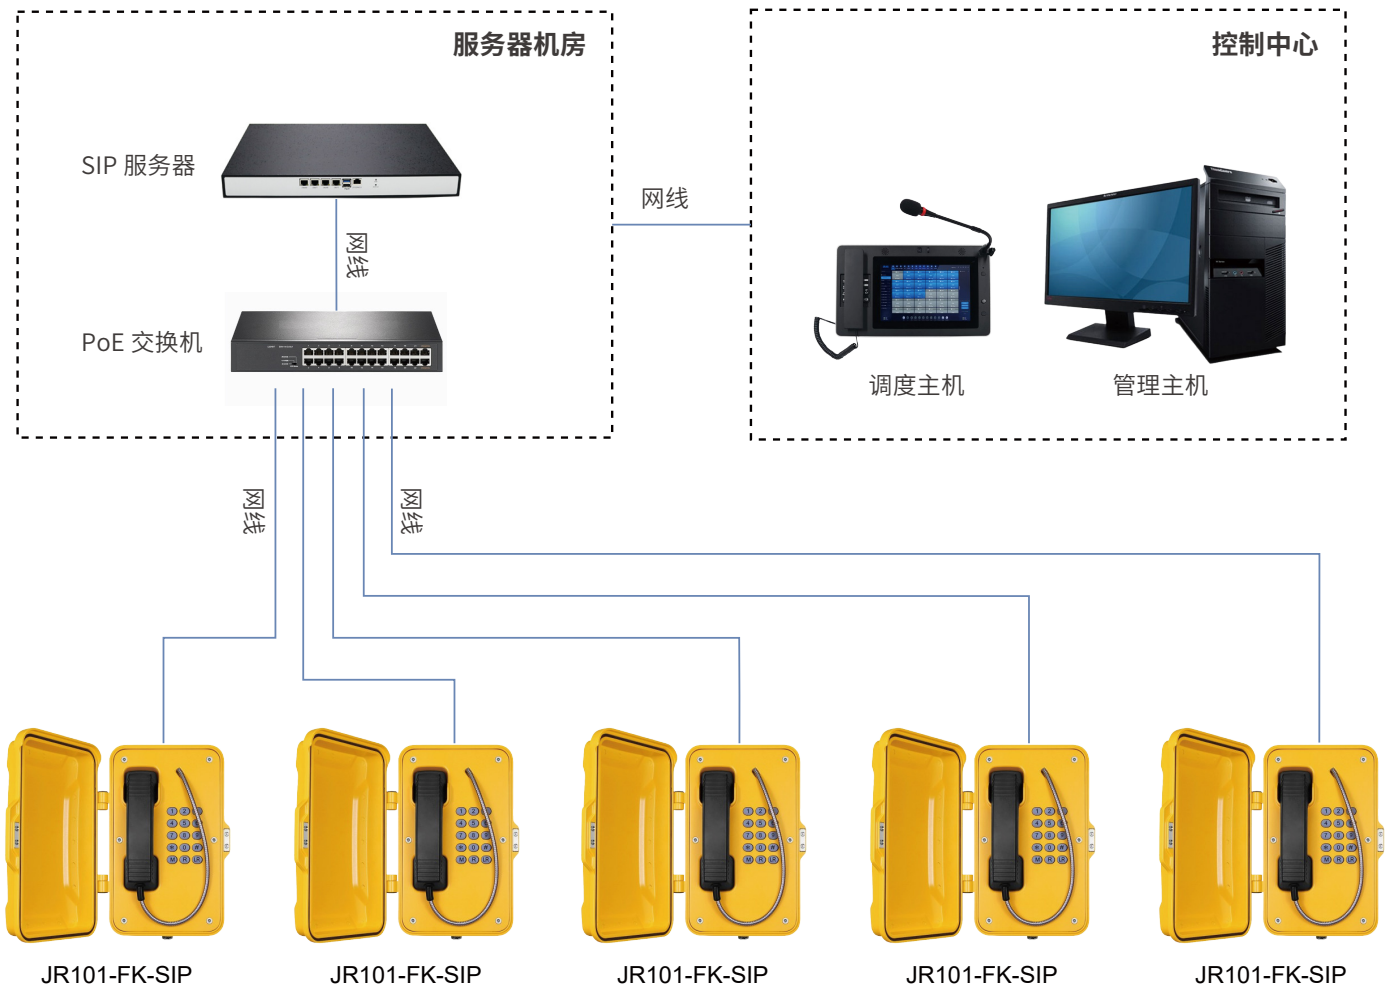 服务器机房
控制中心
SIP 服务器
网线
网线
PoE 交换机
调度主机
管理主机
网线
网线
JR101-FK-SIP
JR101-FK-SIP
JR101-FK-SIP
JR101-FK-SIP
JR101-FK-SIP